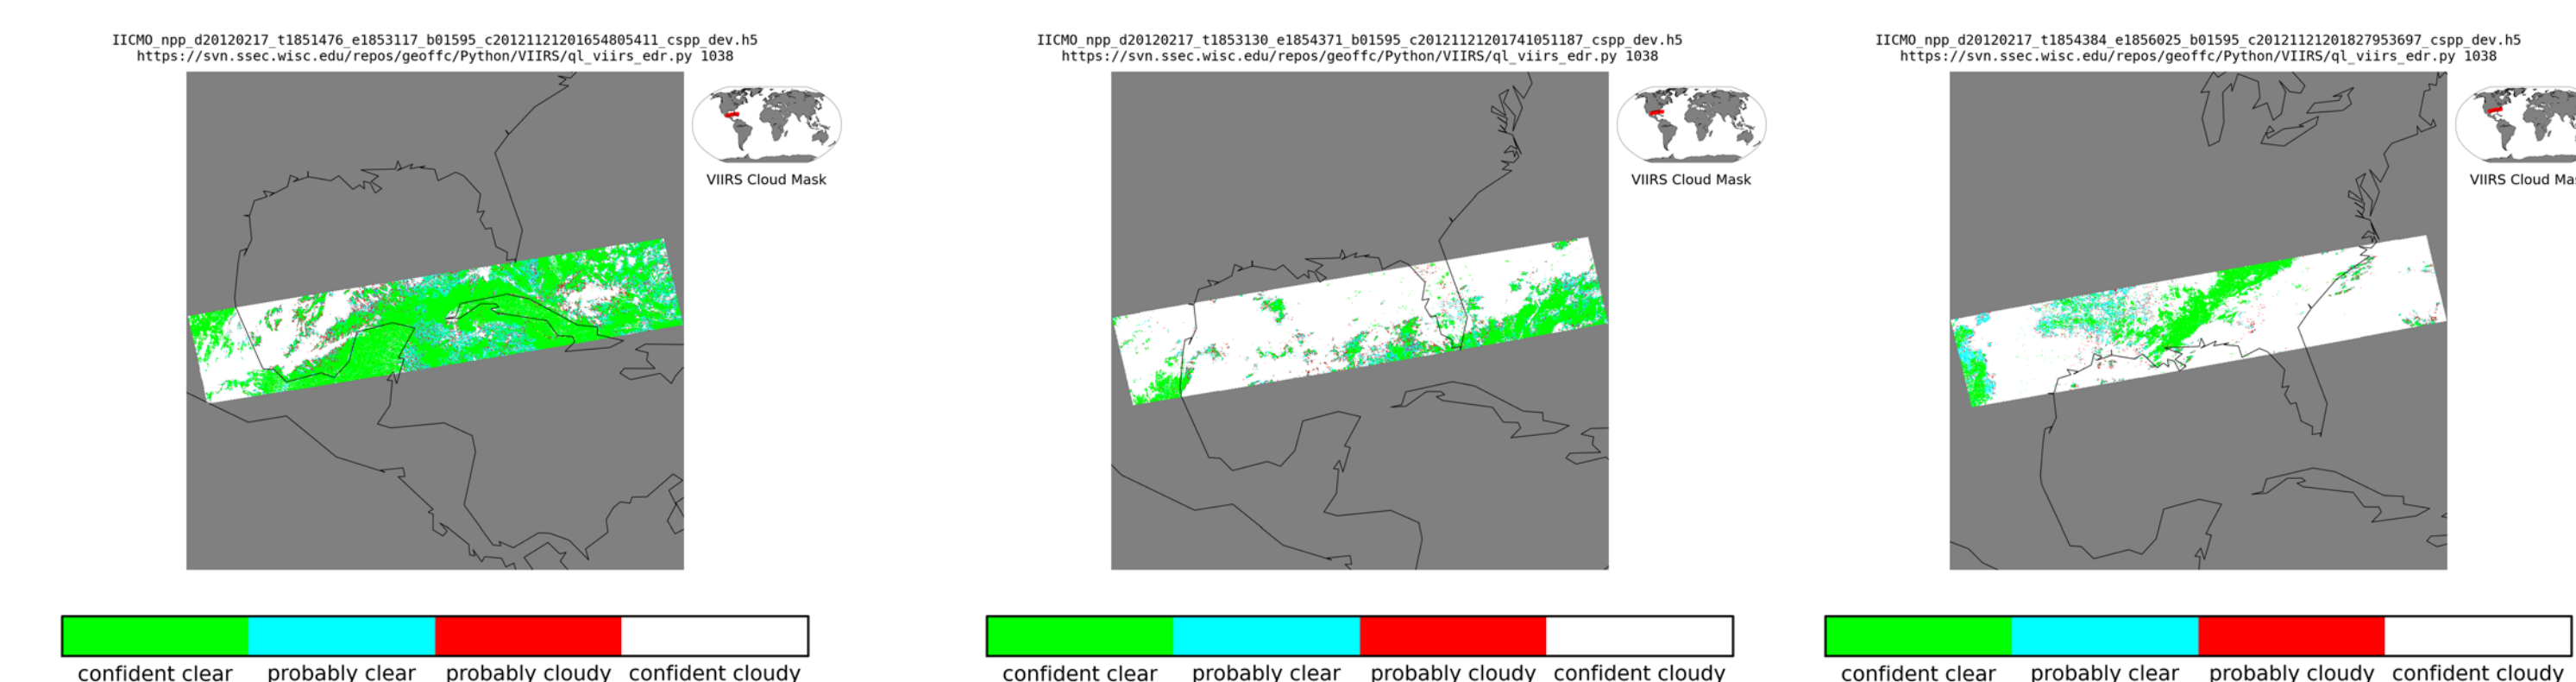 IICMO_npp_d20120217_t1851476_e1853117_b01595_c20121121201654805411_cspp_dev.h5
https://svn.ssec.wisc.edu/repos/geoffc/Python/VIIRS/ql_viirs_edr.py 1038
VIIRS Cloud Mask
confident clear probably clear probably cloudy confident cloudy
IICMO_npp_d20120217_t1853130_e1854371_b01595_c20121121201741051187_cspp_dev.h5
https://svn.ssec.wisc.edu/repos/geoffc/Python/VIIRS/ql_viirs_edr.py 1038
VIIRS Cloud Mask
confident clear probably clear probably cloudy confident cloudy
IICMO_npp_d20120217_t1854384_e1856025_b01595_c20121121201827953697_cspp_dev.h5
https://svn.ssec.wisc.edu/repos/geoffc/Python/VIIRS/ql_viirs_edr.py 1038
VIIRS Cloud Ma
confident clear probably clear probably cloudy confident cloudy